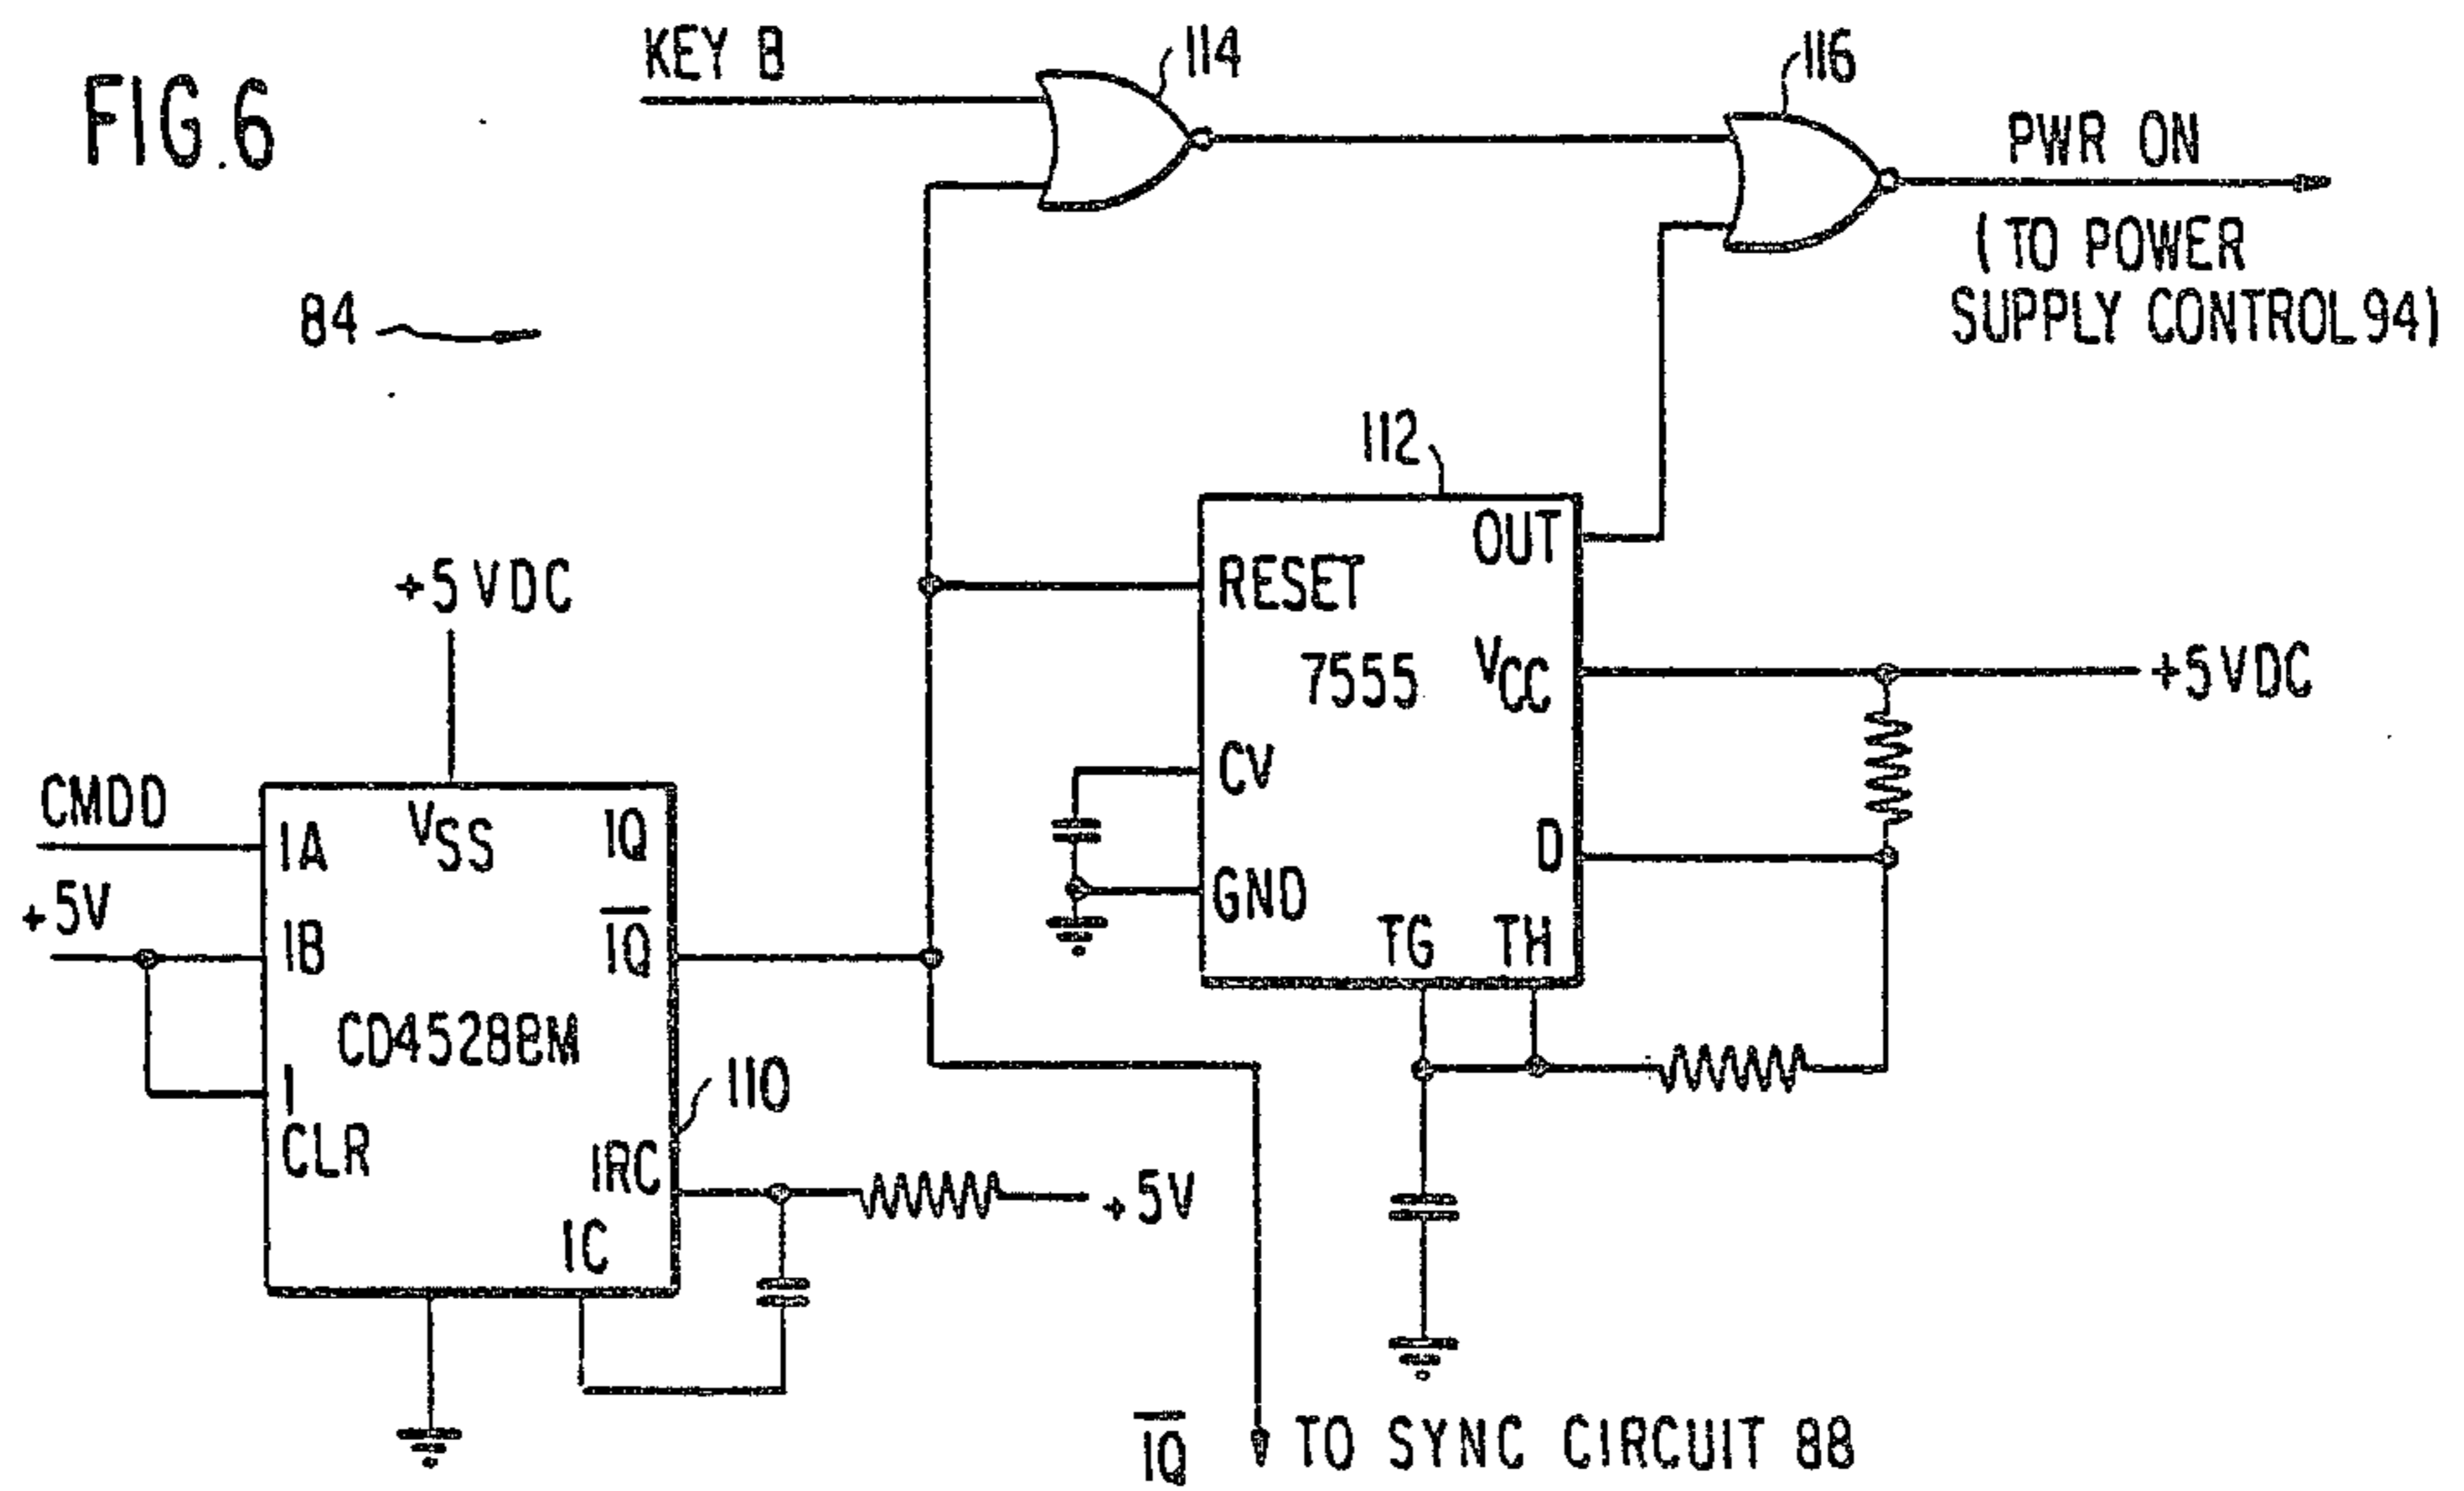 FIG.6
KEY B
114
116
PWR ON
(TO POWER
SUPPLY CONTROL 94)
84
112
OUT
RESET
+5 VDC
7555
VCC
+5VDC
CMDD
VSS
1Q
CV
1A
D
+5V
GND
1B
1Q
TG
TH
CD4528BM
110
1
CLR
1RC
+5V
1C
1Q
TO SYNC CIRCUIT 88